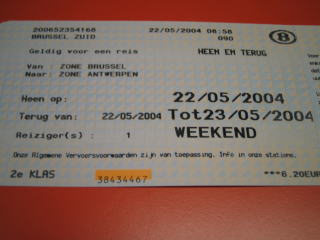 200652354168 22/05/2004 06:58
BRUSSEL ZUID 090
B
Geldig voor een reis HEEN EN TERUG
Van : ZONE BRUSSEL
Naar: ZONE ANTWERPEN
Heen op: 22/05/2004
Terug van: 22/05/2004 Tot23/05/2004
Reiziger(s) : 1 WEEKEND
Onze Algemene Vervoersvoorwaarden zijn van toepassing. Info in onze stations.
2e KLAS 38434467 ***6.20EUR